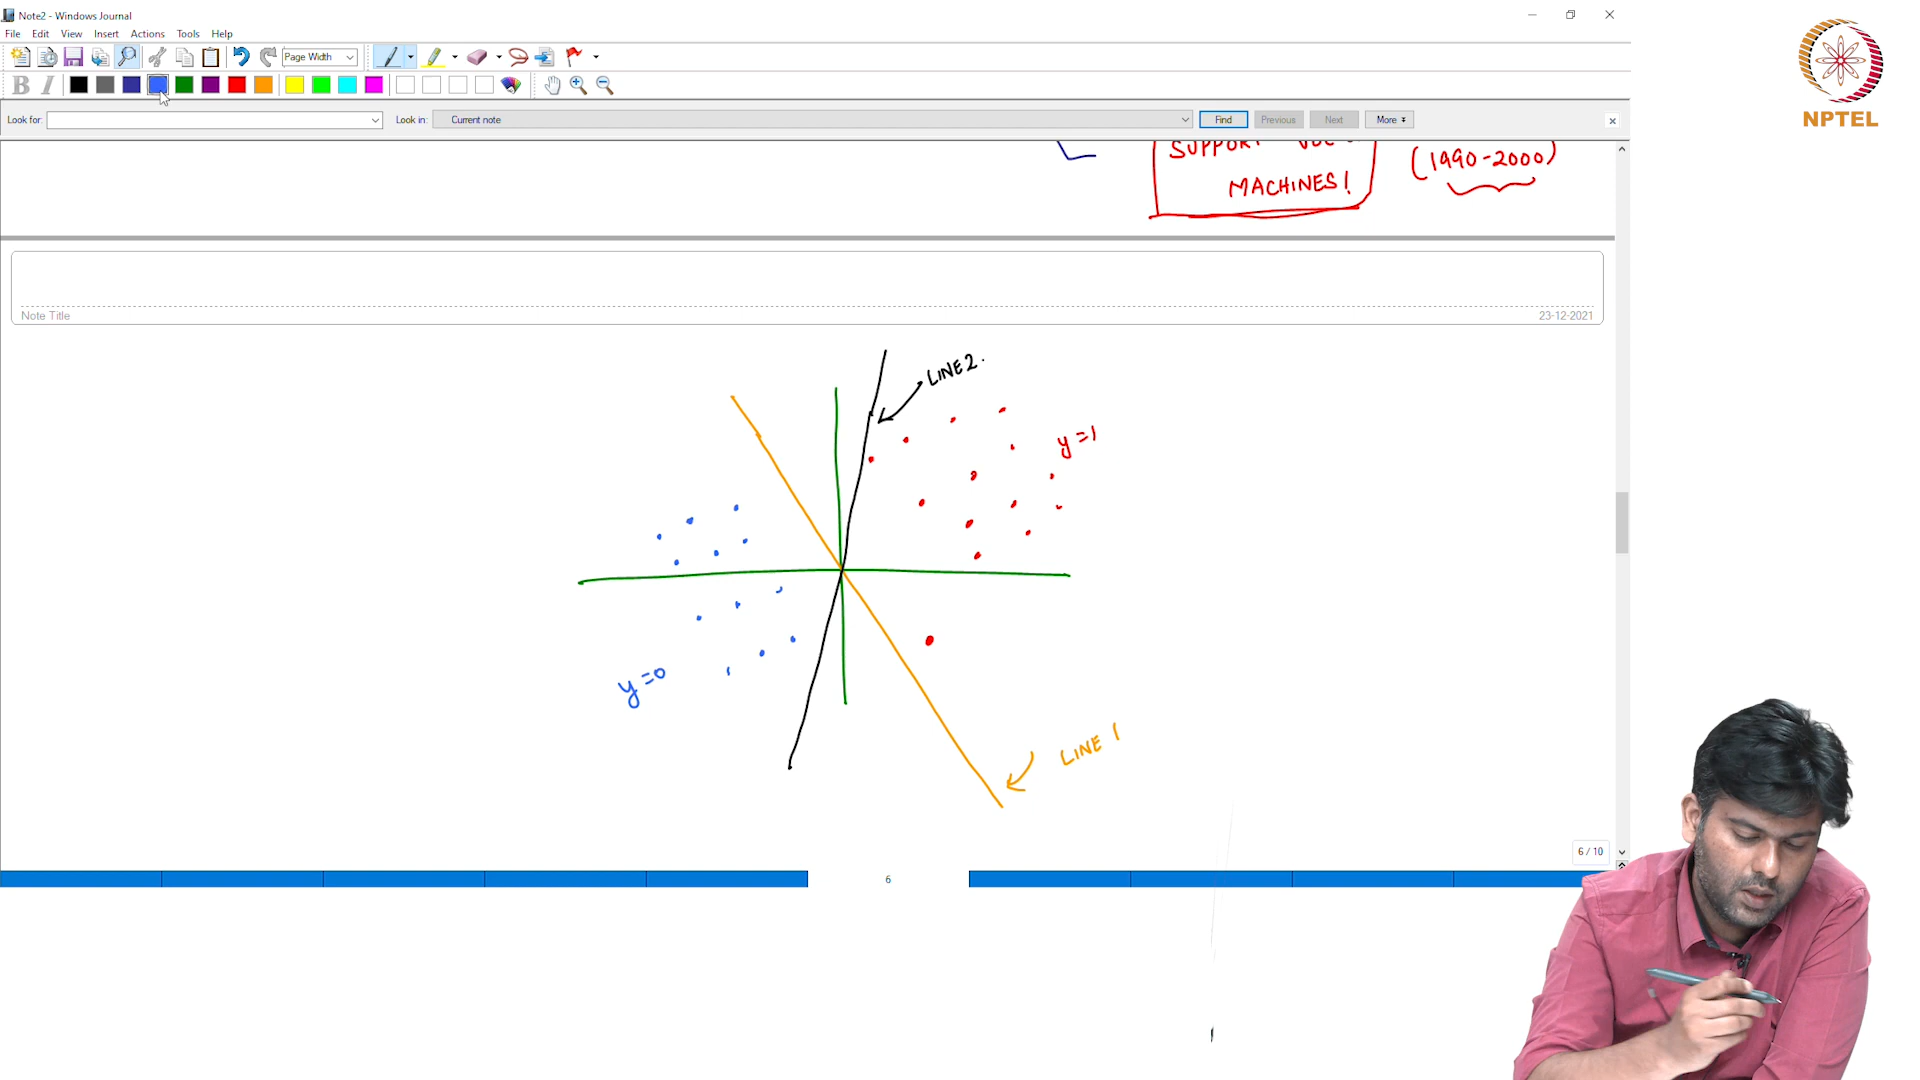 Note2 - Windows Journal
File Edit View Insert Actions Tools Help
Page Width
B I
Look for: Look in: Current note Find Previous Next More
NPTEL
SUPPORT
MACHINES!
(1990-2000)
Note Title
23-12-2021
LINE 2.
y=1
y=0
LINE 1
6 / 10
6